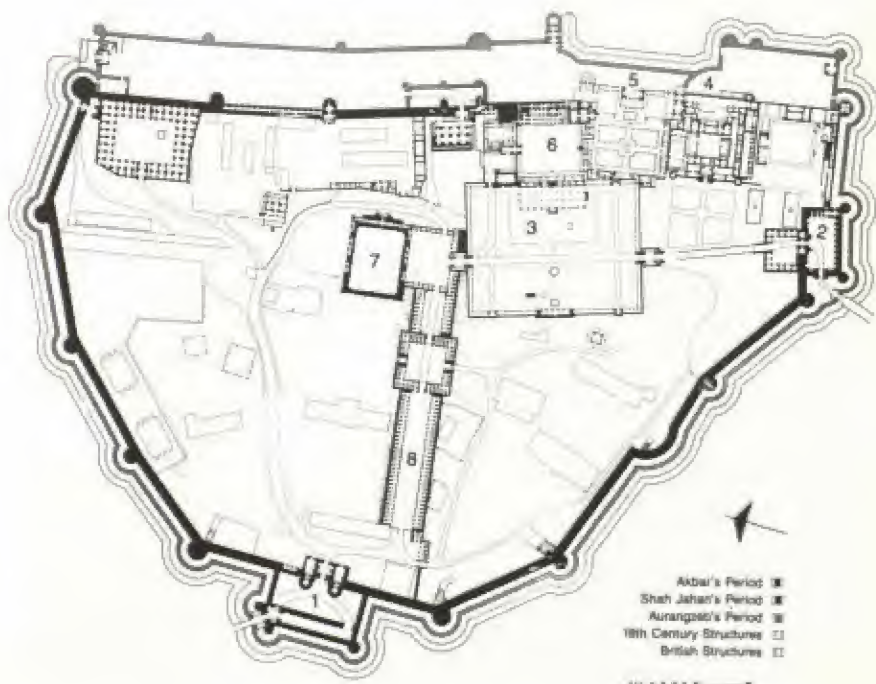 5
4
6
3
2
7
8
1
Akbar's Period
Shah Jahan's Period
Aurangzeb's Period
18th Century Structures
British Structures